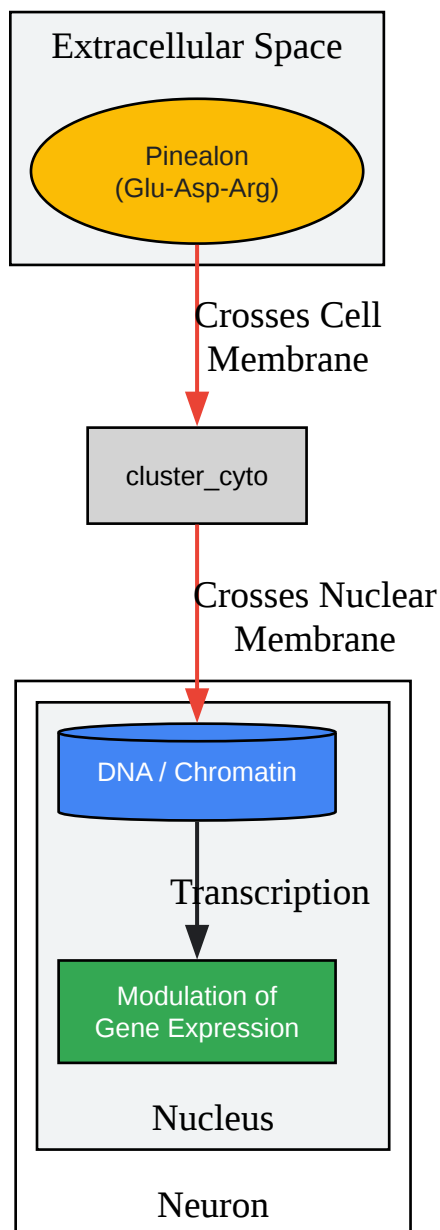 Extracellular Space
Pinealon
(Glu-Asp-Arg)
Crosses Cell
Membrane
cluster_cyto
Crosses Nuclear
Membrane
DNA / Chromatin
Transcription
Modulation of
Gene Expression
Nucleus
Neuron